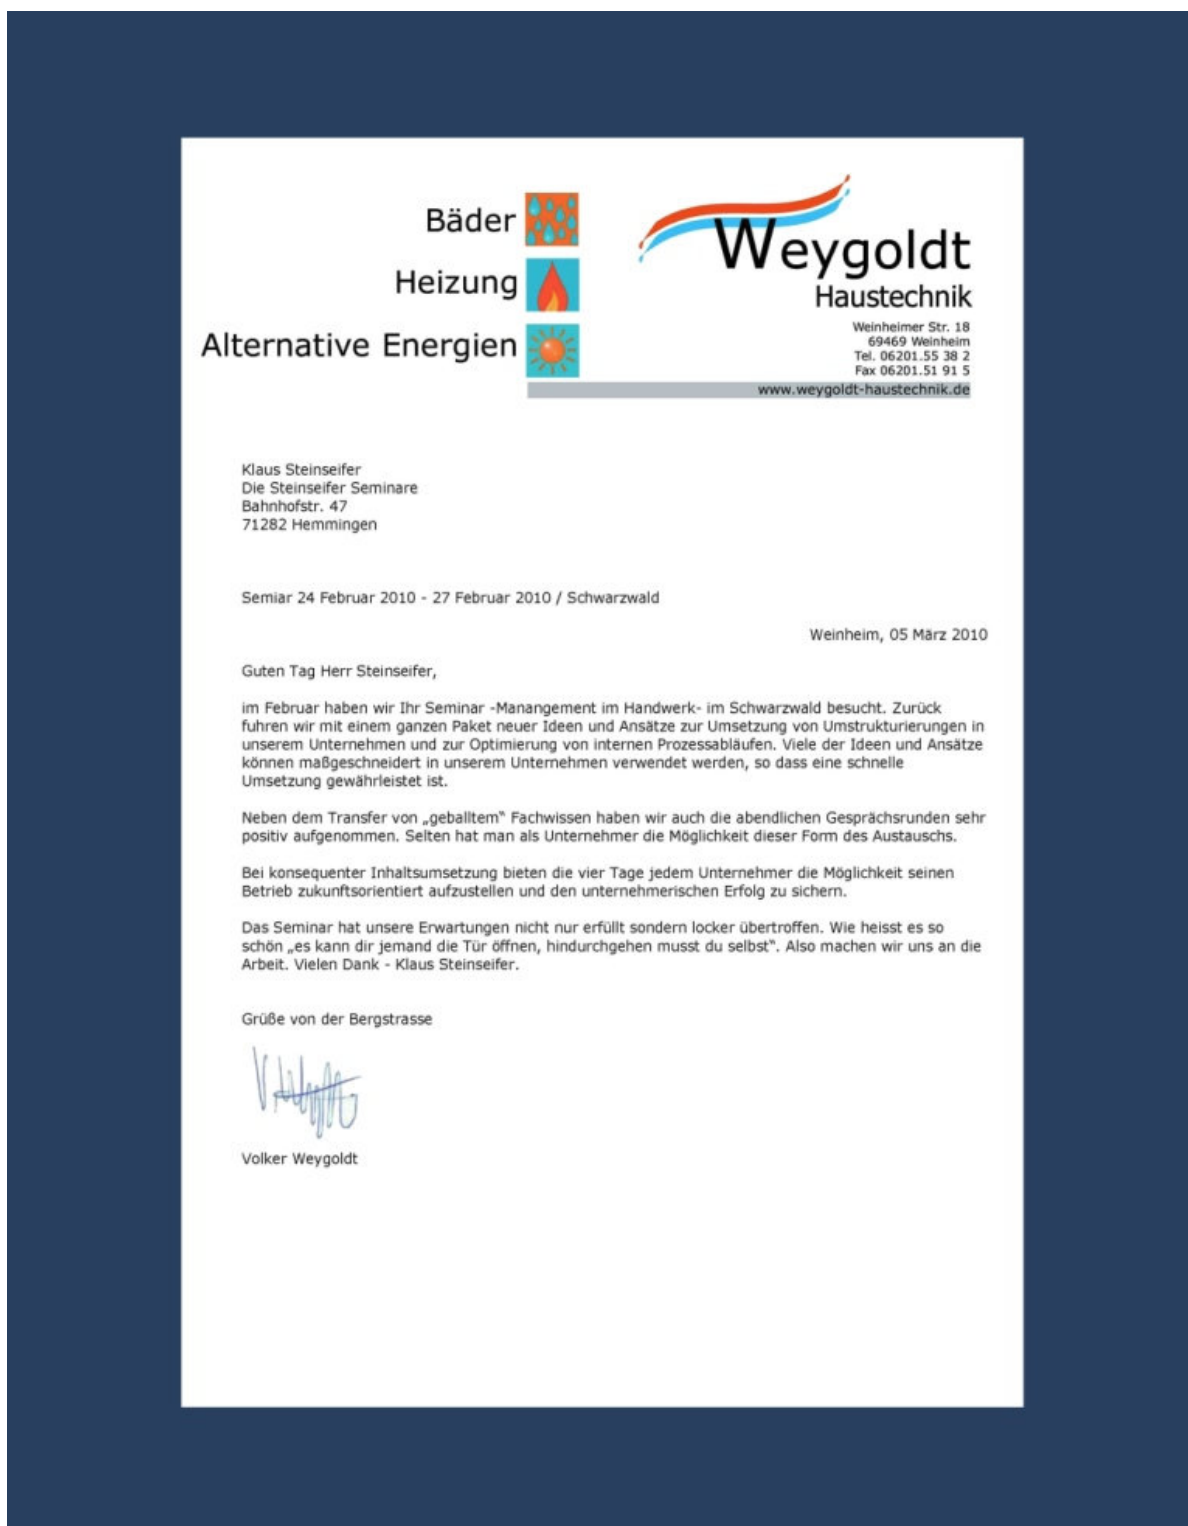 Bäder
Heizung
Alternative Energien
Weygoldt
Haustechnik
Weinheimer Str. 18
69469 Weinheim
Tel. 06201.55 38 2
Fax 06201.51 91 5
www.weygoldt-haustechnik.de
Klaus Steinseifer
Die Steinseifer Seminare
Bahnhofstr. 47
71282 Hemmingen
Semiar 24 Februar 2010 - 27 Februar 2010 / Schwarzwald
Weinheim, 05 März 2010
Guten Tag Herr Steinseifer,
im Februar haben wir Ihr Seminar -Manangement im Handwerk- im Schwarzwald besucht. Zurück
fuhren wir mit einem ganzen Paket neuer Ideen und Ansätze zur Umsetzung von Umstrukturierungen in
unserem Unternehmen und zur Optimierung von internen Prozessabläufen. Viele der Ideen und Ansätze
können maßgeschneidert in unserem Unternehmen verwendet werden, so dass eine schnelle
Umsetzung gewährleistet ist.
Neben dem Transfer von „geballtem“ Fachwissen haben wir auch die abendlichen Gesprächsrunden sehr
positiv aufgenommen. Selten hat man als Unternehmer die Möglichkeit dieser Form des Austauschs.
Bei konsequenter Inhaltsumsetzung bieten die vier Tage jedem Unternehmer die Möglichkeit seinen
Betrieb zukunftsorientiert aufzustellen und den unternehmerischen Erfolg zu sichern.
Das Seminar hat unsere Erwartungen nicht nur erfüllt sondern locker übertroffen. Wie heisst es so
schön „es kann dir jemand die Tür öffnen, hindurchgehen musst du selbst“. Also machen wir uns an die
Arbeit. Vielen Dank - Klaus Steinseifer.
Grüße von der Bergstrasse
Volker Weygoldt